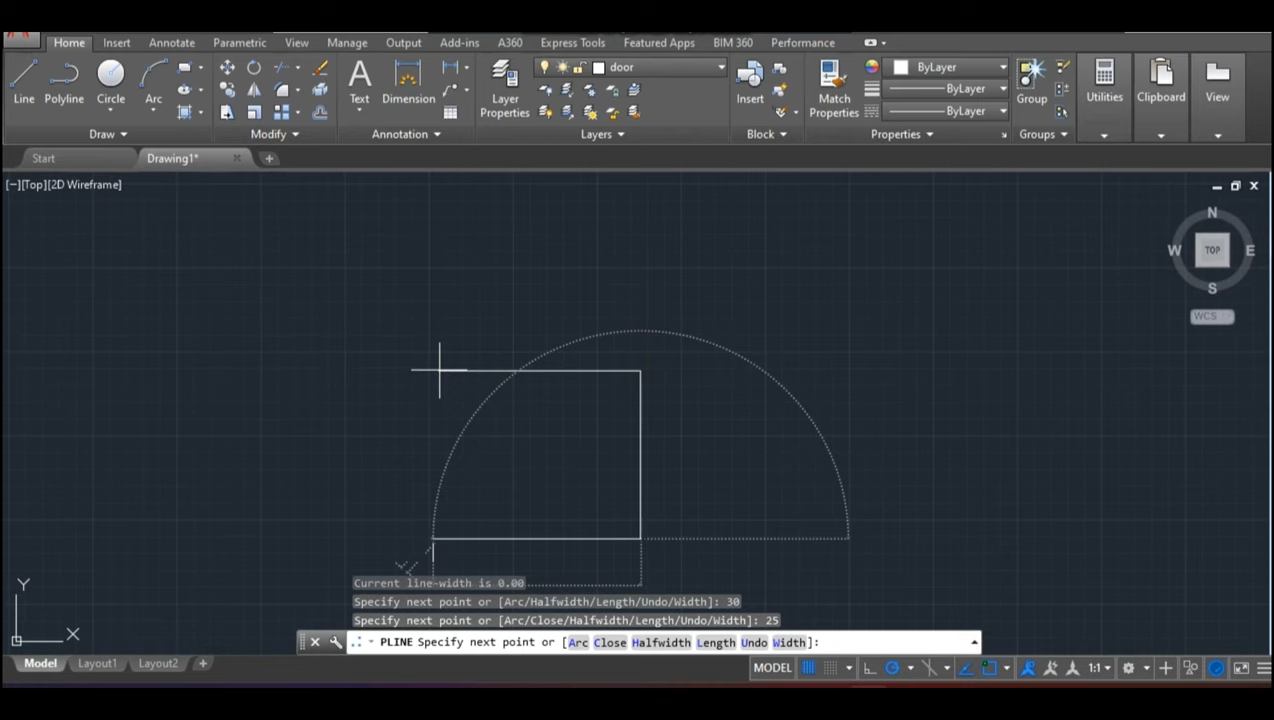 Home Insert Annotate Parametric View Manage Output Add-ins A360 Express Tools Featured Apps BIM 360 Performance
door ByLayer
Line Polyline Circle Arc Text Dimension Layer Properties Insert Match Properties ByLayer ByLayer Group Utilities Clipboard View
Draw Modify Annotation Layers Block Properties Groups
Start Drawing1* +
[−][Top][2D Wireframe]
N
W TOP E
S
WCS
Y
X
Current line-width is 0.00
Specify next point or [Arc/Halfwidth/Length/Undo/Width]: 30
Specify next point or [Arc/Close/Halfwidth/Length/Undo/Width]: 25
PLINE Specify next point or [Arc Close Halfwidth Length Undo Width]:
Model Layout1 Layout2 + MODEL 1:1